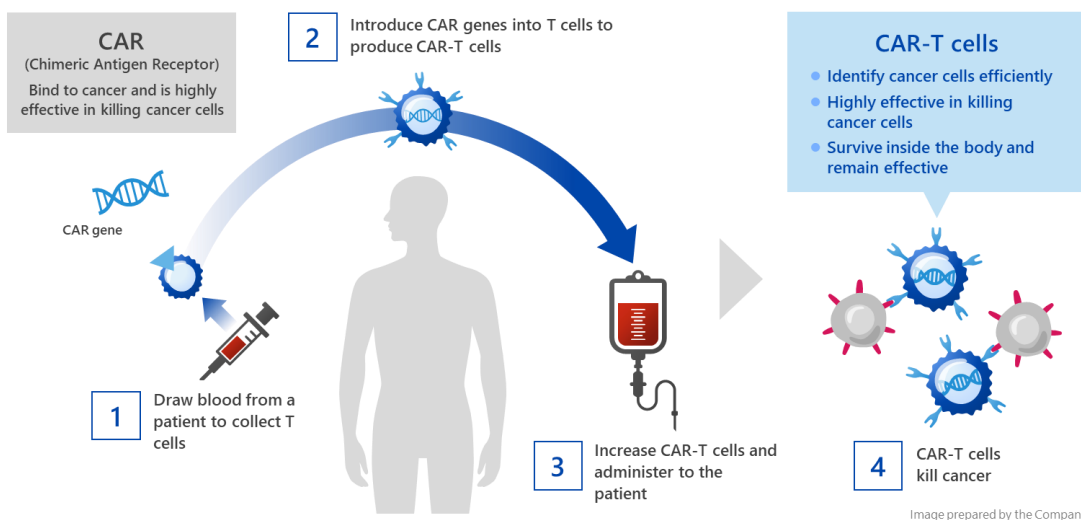 CAR
(Chimeric Antigen Receptor)
Bind to cancer and is highly
effective in killing cancer cells
2
Introduce CAR genes into T cells to
produce CAR-T cells
CAR-T cells
Identify cancer cells efficiently
Highly effective in killing
cancer cells
Survive inside the body and
remain effective
CAR gene
1
Draw blood from a
patient to collect T
cells
3
Increase CAR-T cells and
administer to the
patient
4
CAR-T cells
kill cancer
Image prepared by the Compan